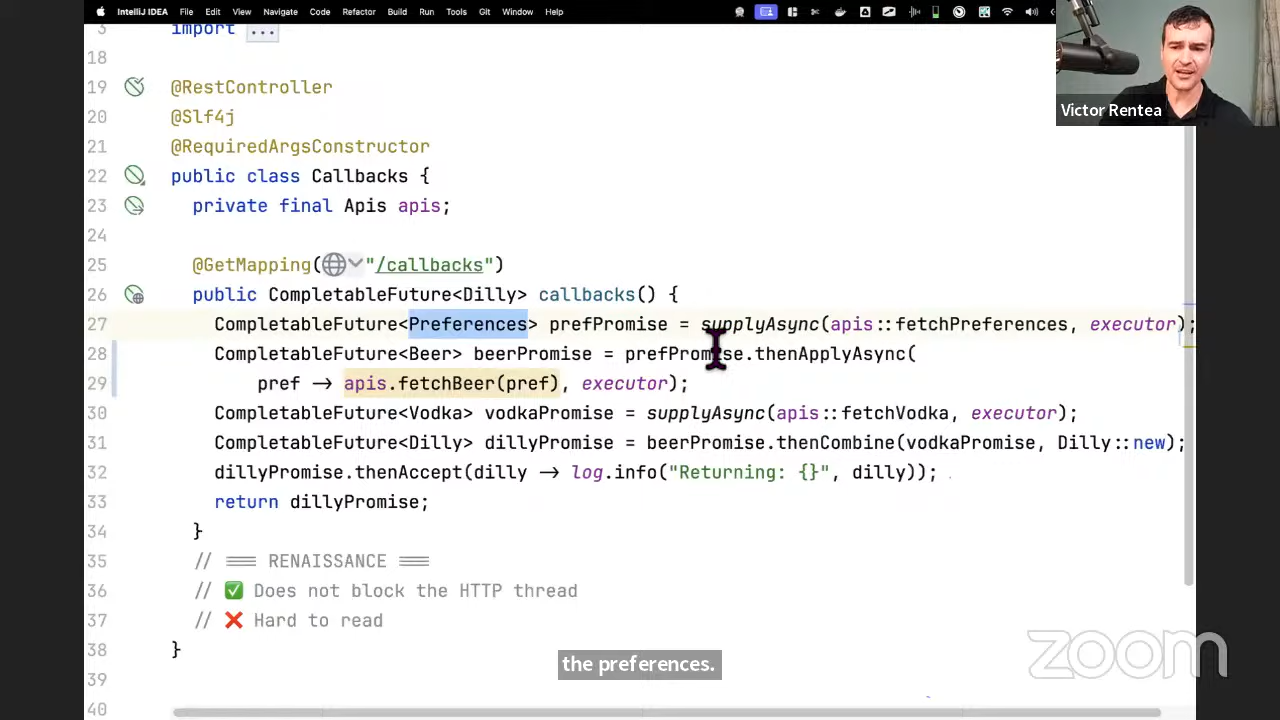 IntelliJ IDEA File Edit View Navigate Code Refactor Build Run Tools Git Window Help
Victor Rentea
3 import ...
18
19 @RestController
20 @Slf4j
21 @RequiredArgsConstructor
22 public class Callbacks {
23 private final Apis apis;
24
25 @GetMapping("/callbacks")
26 public CompletableFuture<Dilly> callbacks() {
27 CompletableFuture<Preferences> prefPromise = supplyAsync(apis::fetchPreferences, executor);
28 CompletableFuture<Beer> beerPromise = prefPromise.thenApplyAsync(
29 pref → apis.fetchBeer(pref), executor);
30 CompletableFuture<Vodka> vodkaPromise = supplyAsync(apis::fetchVodka, executor);
31 CompletableFuture<Dilly> dillyPromise = beerPromise.thenCombine(vodkaPromise, Dilly::new);
32 dillyPromise.thenAccept(dilly → log.info("Returning: {}", dilly));
33 return dillyPromise;
34 }
35 // ═══ RENAISSANCE ═══
36 // ✅ Does not block the HTTP thread
37 // ❌ Hard to read
38 }
39
40
the preferences.
zoom